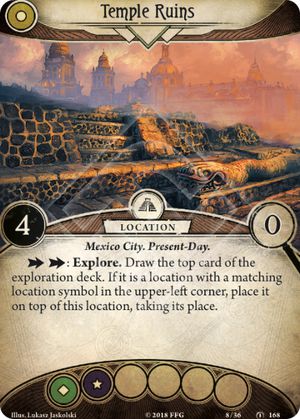 Temple Ruins
4
LOCATION
0
Mexico City. Present-Day.
: Explore. Draw the top card of the
exploration deck. If it is a location with a matching
location symbol in the upper-left corner, place it
on top of this location, taking its place.
Illus. Lukasz Jaskolski
© 2018 FFG
8/36
168